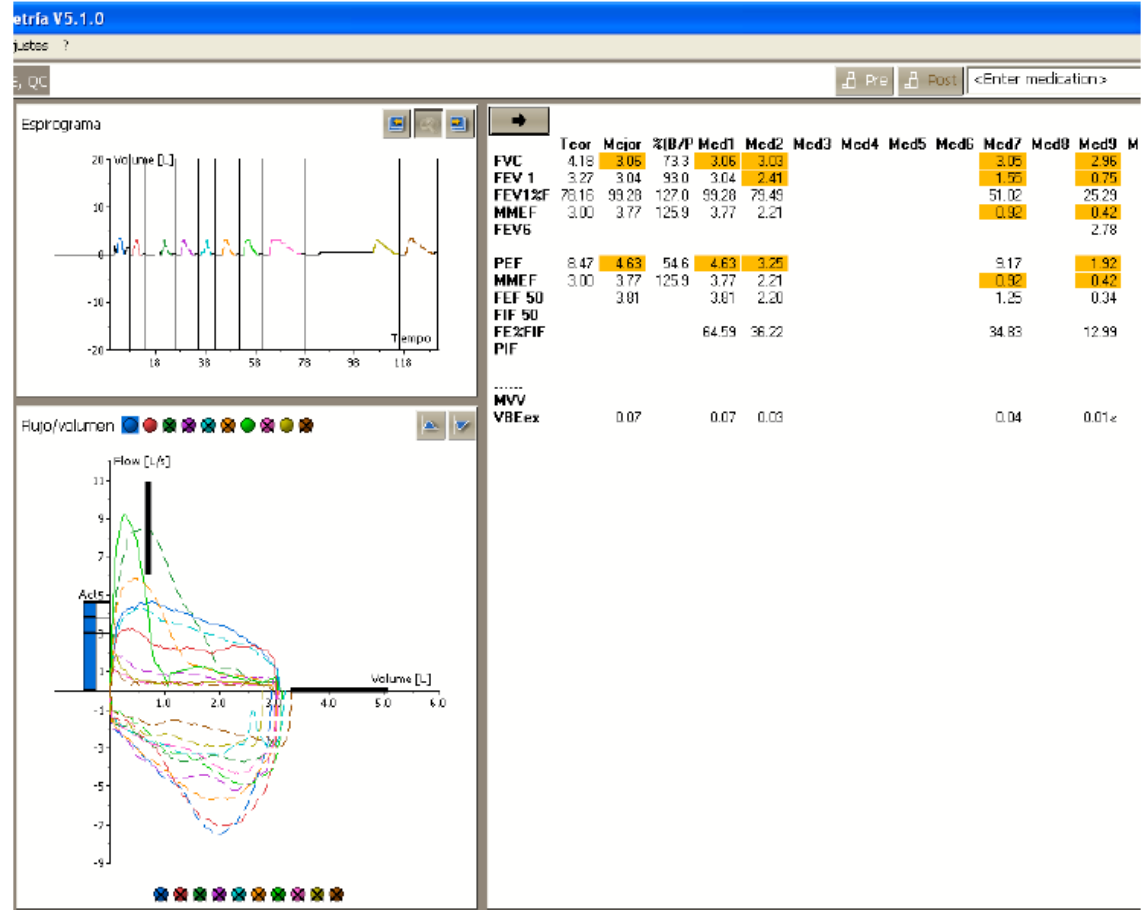 etría V5.1.0
justes ?
, QC
Pre Post <Enter medication>
Espirograma
Volume [L]
20
10
0
-10
-20
Tempo
18 38 58 78 98 118
Flujo/volumen
Flow [L/s]
11
9
7
Act
5
3
1
Volume [L]
1.0 2.0 3.0 4.0 5.0 6.0
-1
-3
-5
-7
-9
Teor Mejor %(B/P Med1 Med2 Med3 Med4 Med5 Med6 Med7 Med8 Med9 M
FVC 4.18 3.06 73.3 3.06 3.03 3.05 2.96
FEV 1 3.27 3.04 93.0 3.04 2.41 1.55 0.75
FEV1%F 78.16 99.28 127.0 99.28 79.49 51.02 25.29
MMEF 3.00 3.77 125.9 3.77 2.21 0.92 0.42
FEV6 2.78
PEF 8.47 4.63 54.6 4.63 3.25 9.17 1.92
MMEF 3.00 3.77 125.9 3.77 2.21 0.92 0.42
FEF 50 3.81 3.81 2.20 1.25 0.34
FIF 50
FE%FIF 64.59 36.22 34.83 12.99
PIF
......
MVV
VBEex 0.07 0.07 0.03 0.04 0.01<